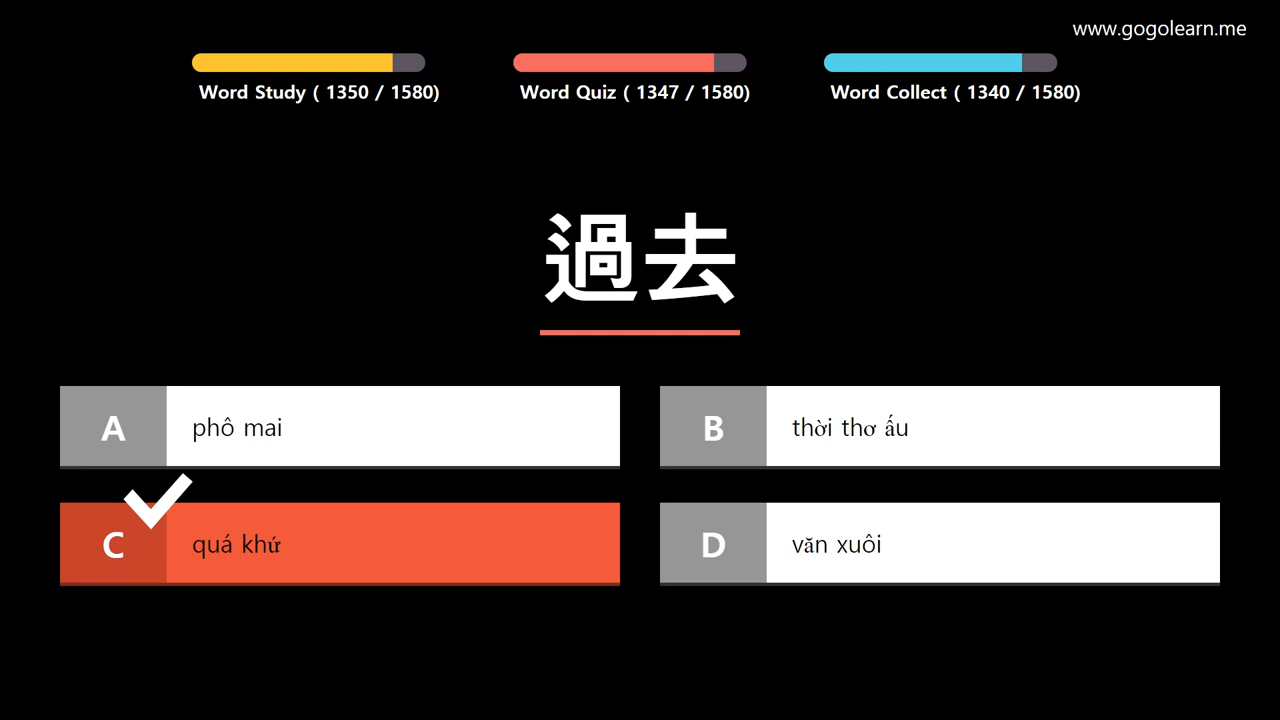 www.gogolearn.me
Word Study ( 1350 / 1580)
Word Quiz ( 1347 / 1580)
Word Collect ( 1340 / 1580)
過去
A phô mai
B thời thơ ấu
C quá khứ
D văn xuôi